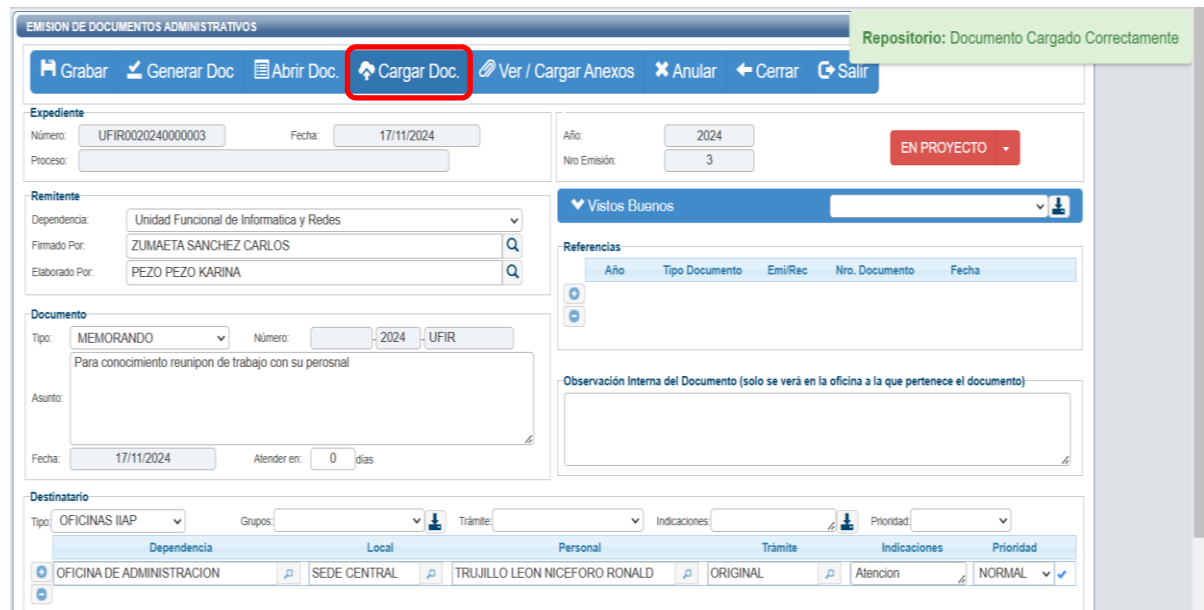 EMISION DE DOCUMENTOS ADMINISTRATIVOS
Repositorio: Documento Cargado Correctamente
Grabar Generar Doc Abrir Doc. Cargar Doc. Ver / Cargar Anexos Anular Cerrar Salir
Expediente
Número: UFIR0020240000003 Fecha: 17/11/2024
Proceso:
Año: 2024
Nro Emisión: 3
EN PROYECTO
Remitente
Dependencia: Unidad Funcional de Informatica y Redes
Firmado Por: ZUMAETA SANCHEZ CARLOS
Elaborado Por: PEZO PEZO KARINA
Vistos Buenos
Referencias
Año Tipo Documento Emi/Rec Nro. Documento Fecha
Documento
Tipo: MEMORANDO Número: - 2024 - UFIR
Asunto: Para conocimiento reunipon de trabajo con su perosnal
Fecha: 17/11/2024 Atender en: 0 días
Observación Interna del Documento (solo se verá en la oficina a la que pertenece el documento)
Destinatario
Tipo: OFICINAS IIAP Grupos: Trámite: Indicaciones: Prioridad:
Dependencia Local Personal Trámite Indicaciones Prioridad
OFICINA DE ADMINISTRACION SEDE CENTRAL TRUJILLO LEON NICEFORO RONALD ORIGINAL Atencion NORMAL